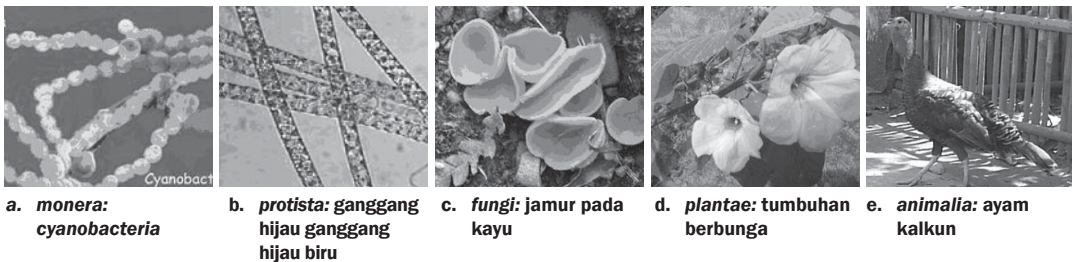 Cyanobact
a. monera:
cyanobacteria
b. protista: ganggang
hijau ganggang
hijau biru
c. fungi: jamur pada
kayu
d. plantae: tumbuhan
berbunga
e. animalia: ayam
kalkun